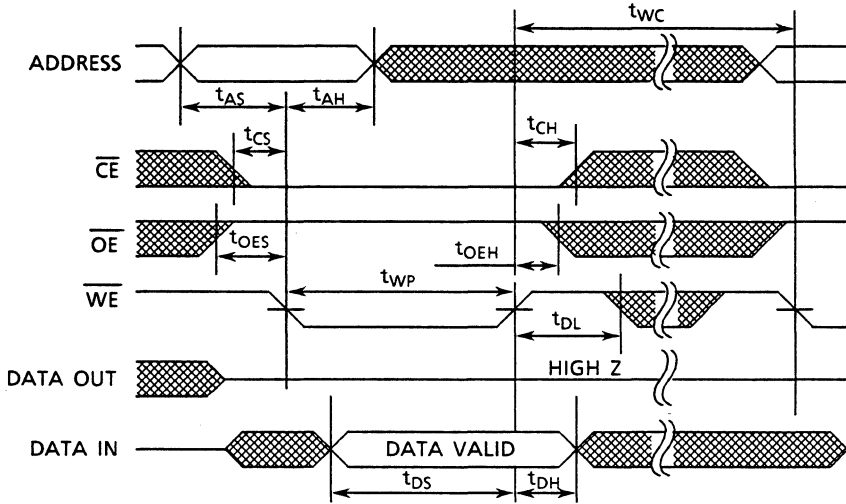 tWC
ADDRESS
tAS
tAH
tCS
tCH
CE
OE
tOES
tOEH
tWP
WE
tDL
DATA OUT
HIGH Z
DATA IN
DATA VALID
tDS
tDH